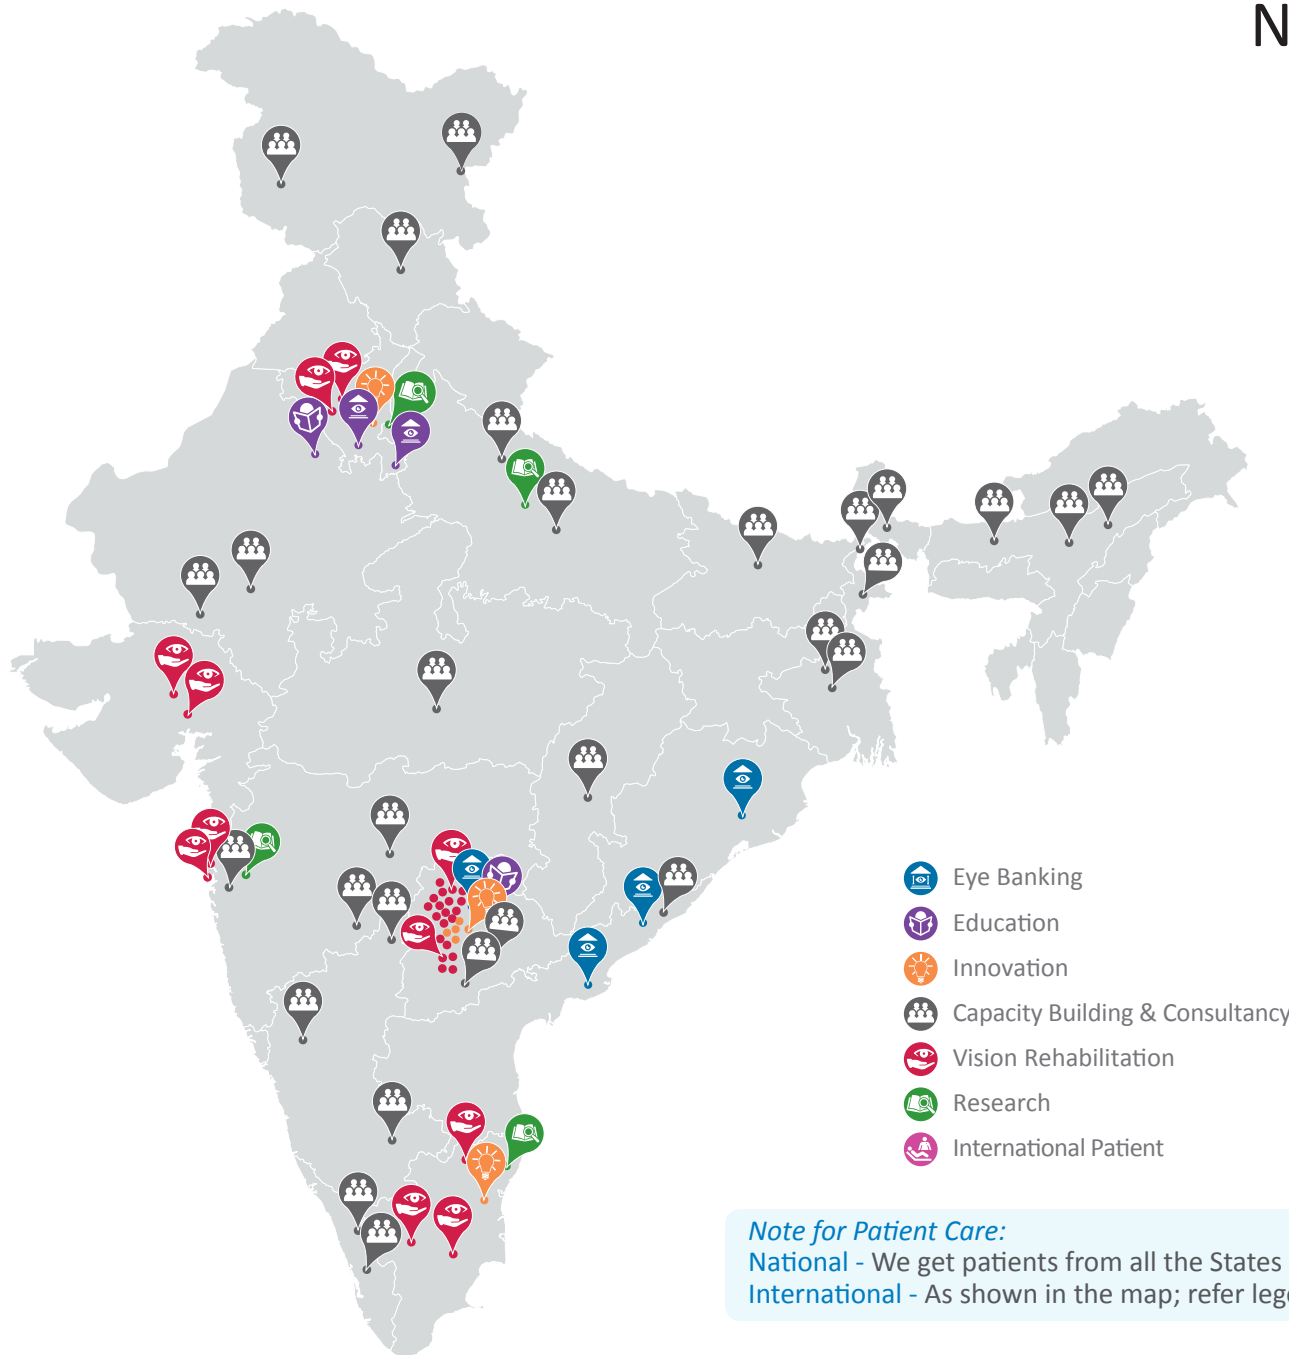 N
Eye Banking
Education
Innovation
Capacity Building & Consultancy
Vision Rehabilitation
Research
International Patient
Note for Patient Care:
National - We get patients from all the States
International - As shown in the map; refer